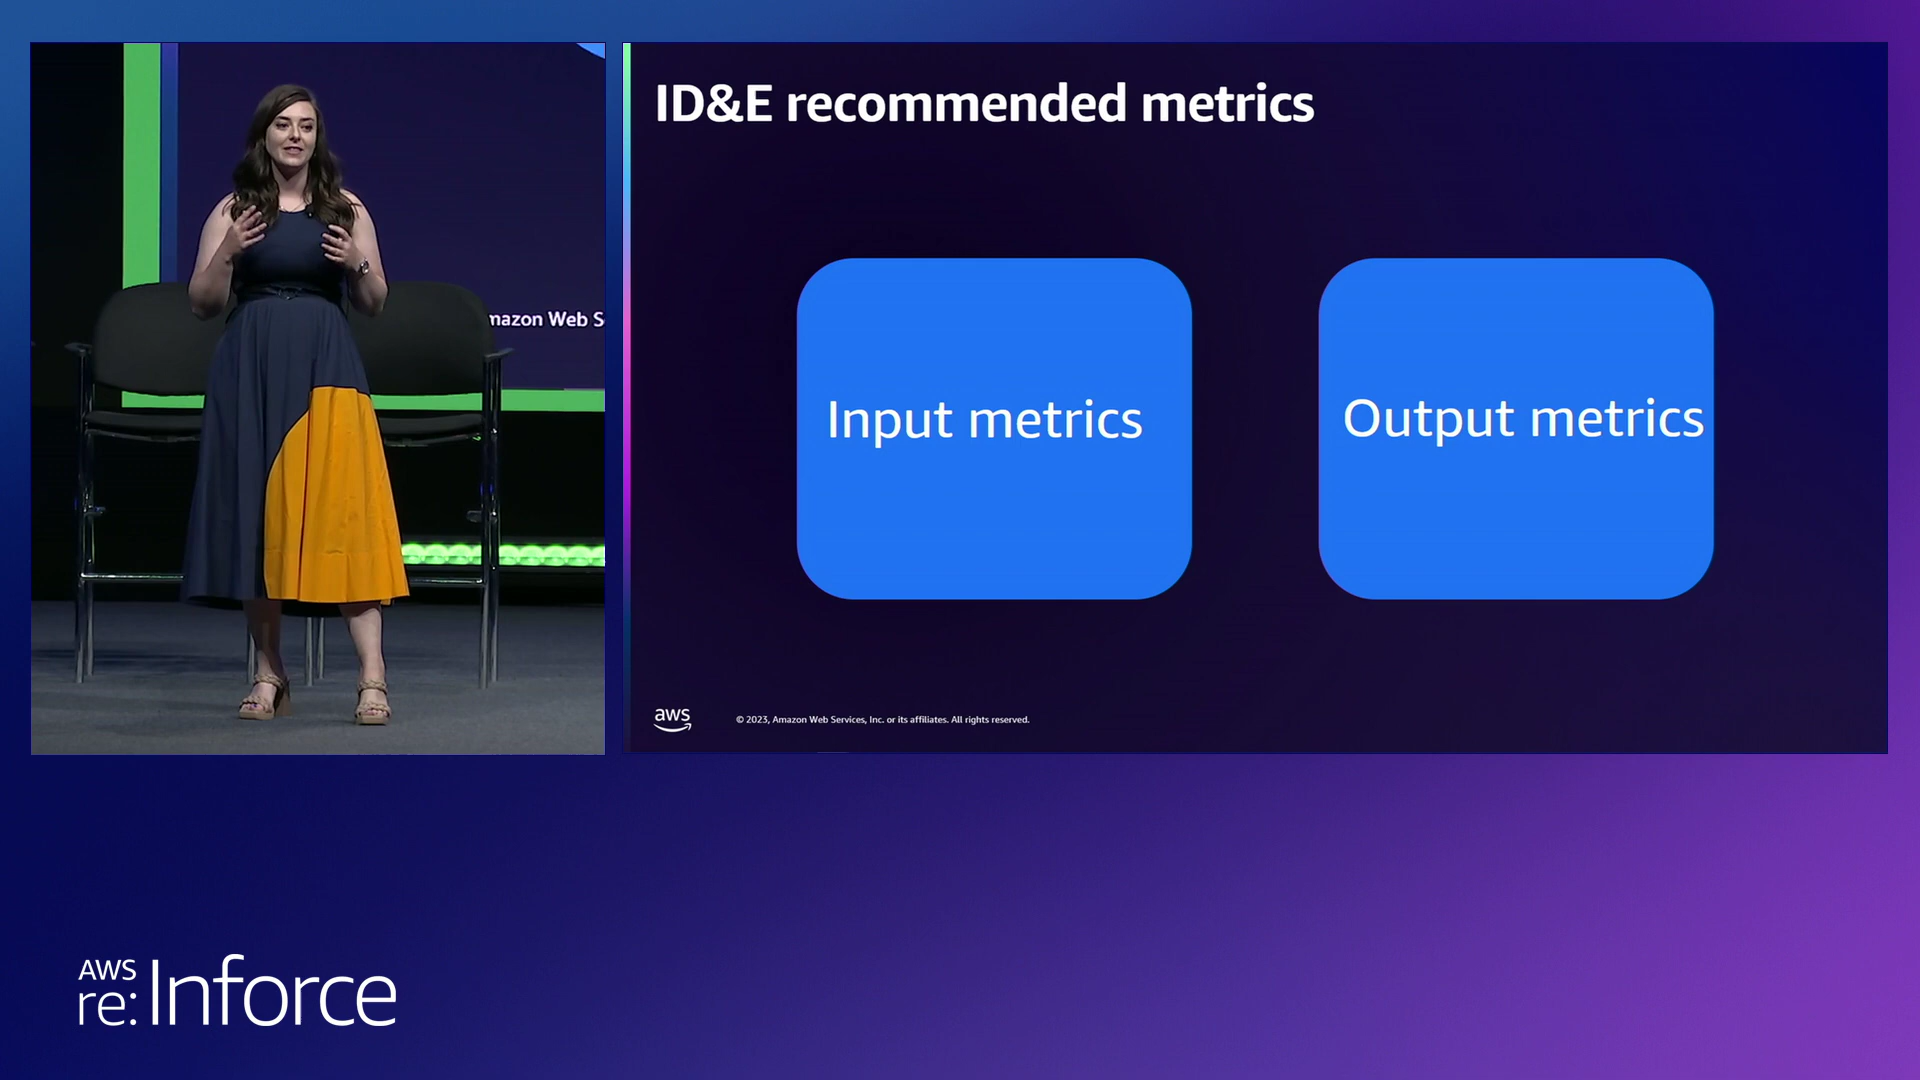 mazon Web S
ID&E recommended metrics
Input metrics
Output metrics
aws
© 2023, Amazon Web Services, Inc. or its affiliates. All rights reserved.
AWS
re:Inforce